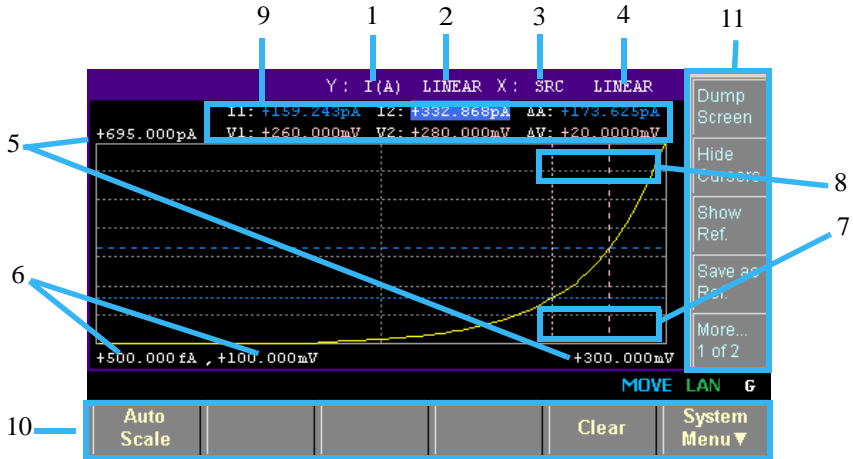 9 1 2 3 4 11
Y: I(A) LINEAR X: SRC LINEAR
I1: +159.243pA I2: +332.868pA ΔA: +173.625pA
V1: +260.000mV V2: +280.000mV ΔV: +20.0000mV
+695.000pA
5
6
8
7
+500.000fA ,+100.000mV +300.000mV
Dump
Screen
Hide
Cursors
Show
Ref.
Save as
Ref.
More...
1 of 2
MOVE LAN G
10
Auto
Scale
Clear
System
Menu▼